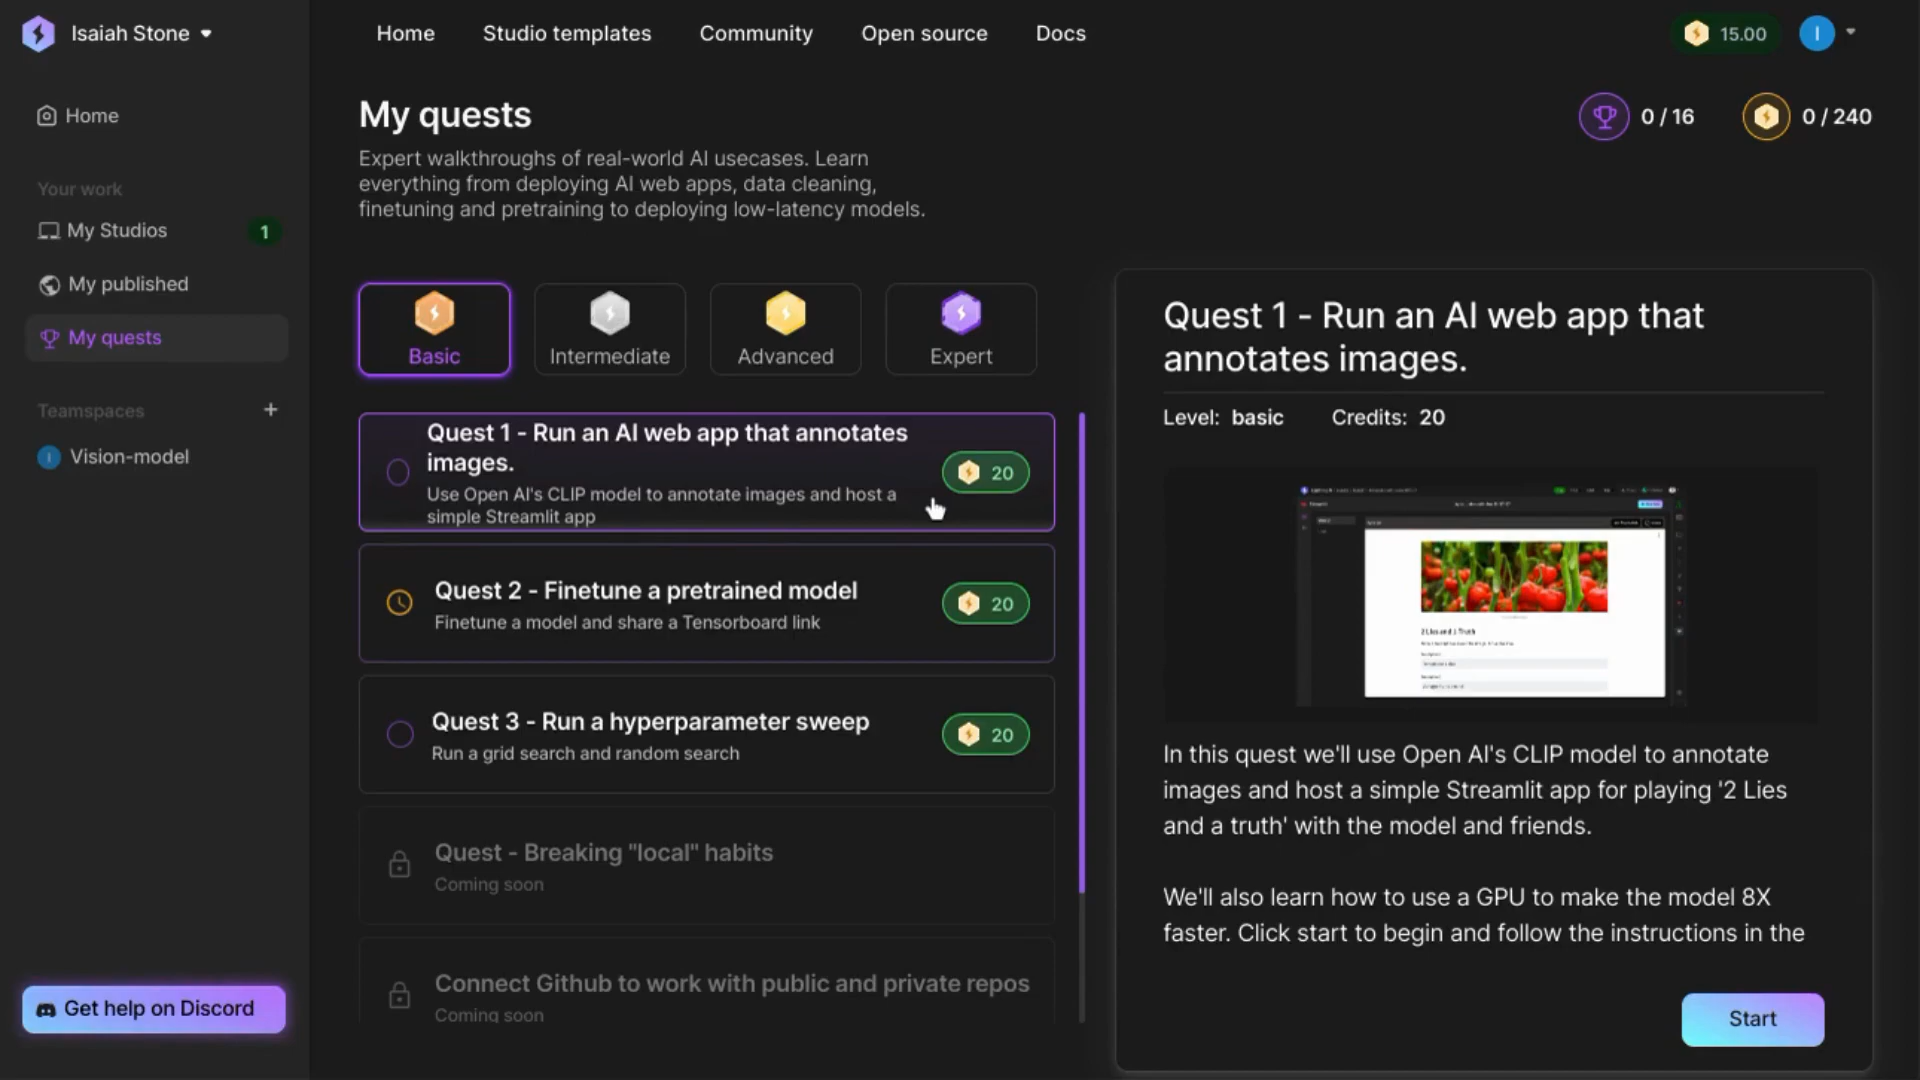 Isaiah Stone
Home
Studio templates
Community
Open source
Docs
15.00
I
Home
Your work
My Studios
1
My published
My quests
Teamspaces
+
I
Vision-model
Get help on Discord
My quests
Expert walkthroughs of real-world AI usecases. Learn
everything from deploying AI web apps, data cleaning,
finetuning and pretraining to deploying low-latency models.
0 / 16
0 / 240
Basic
Intermediate
Advanced
Expert
Quest 1 - Run an AI web app that annotates
images.
Use Open AI's CLIP model to annotate images and host a
simple Streamlit app
20
Quest 2 - Finetune a pretrained model
Finetune a model and share a Tensorboard link
20
Quest 3 - Run a hyperparameter sweep
Run a grid search and random search
20
Quest - Breaking "local" habits
Coming soon
Connect Github to work with public and private repos
Coming soon
Quest 1 - Run an AI web app that
annotates images.
Level: basic
Credits: 20
2 Lies and 1 Truth
In this quest we'll use Open AI's CLIP model to annotate
images and host a simple Streamlit app for playing '2 Lies
and a truth' with the model and friends.
We'll also learn how to use a GPU to make the model 8X
faster. Click start to begin and follow the instructions in the
Start